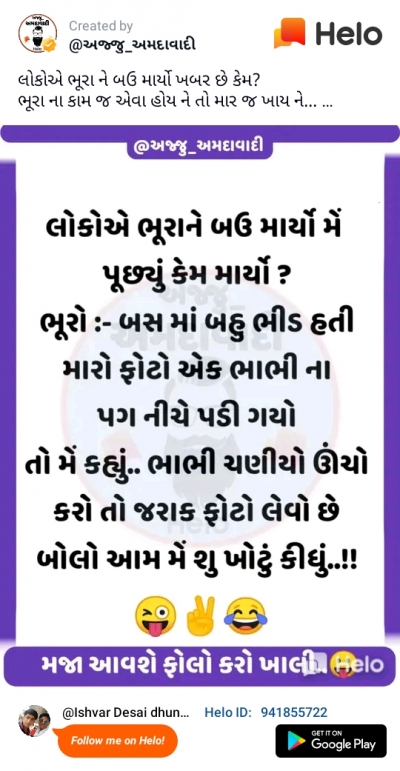 Created by
@અજ્જુ_અમદાવાદી
Helo
લોકોએ ભૂરા ને બઉ માર્યો ખબર છે કેમ?
ભૂરા ના કામ જ એવા હોય ને તો માર જ ખાય ને... ...
@અજ્જુ_અમદાવાદી
લોકોએ ભૂરાને બઉ માર્યો મેં
પૂછ્યું કેમ માર્યો ?
ભૂરો :- બસ માં બહુ ભીડ હતી
મારો ફોટો એક ભાભી ના
પગ નીચે પડી ગયો
તો મેં કહ્યું.. ભાભી ચણીયો ઊંચો
કરો તો જરાક ફોટો લેવો છે
બોલો આમ મેં શુ ખોટું કીધું..!!
😜✌😂
મજા આવશે ફોલો કરો ખાલી.. Helo
@Ishvar Desai dhun... Helo ID: 941855722
Follow me on Helo!
GET IT ON
Google Play